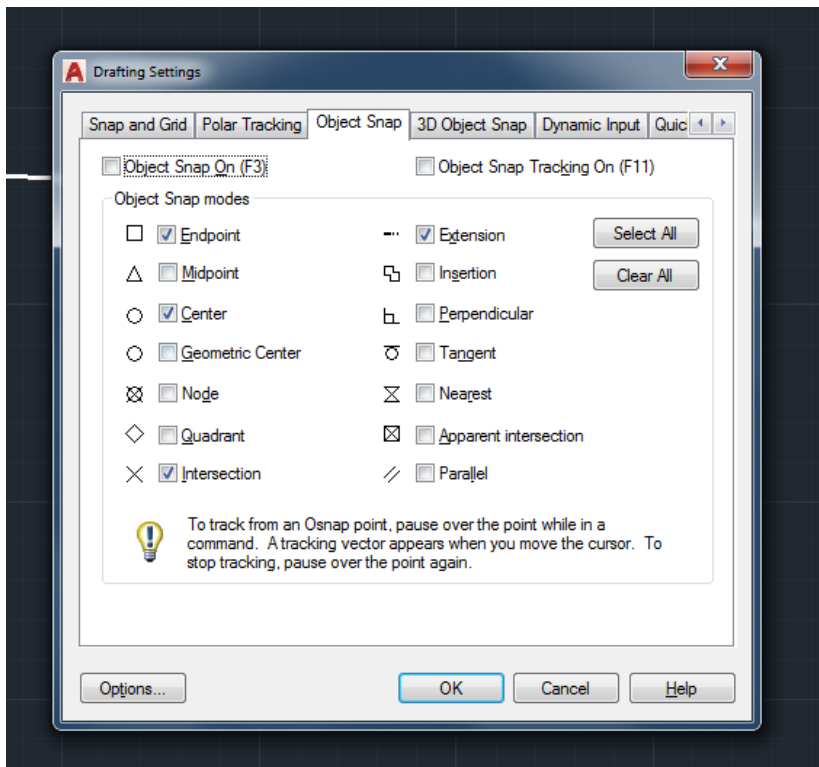 Drafting Settings
Snap and Grid Polar Tracking Object Snap 3D Object Snap Dynamic Input Quic
Object Snap On (F3) Object Snap Tracking On (F11)
Object Snap modes
Endpoint Extension Select All
Midpoint Insertion Clear All
Center Perpendicular
Geometric Center Tangent
Node Nearest
Quadrant Apparent intersection
Intersection Parallel
To track from an Osnap point, pause over the point while in a
command. A tracking vector appears when you move the cursor. To
stop tracking, pause over the point again.
Options... OK Cancel Help